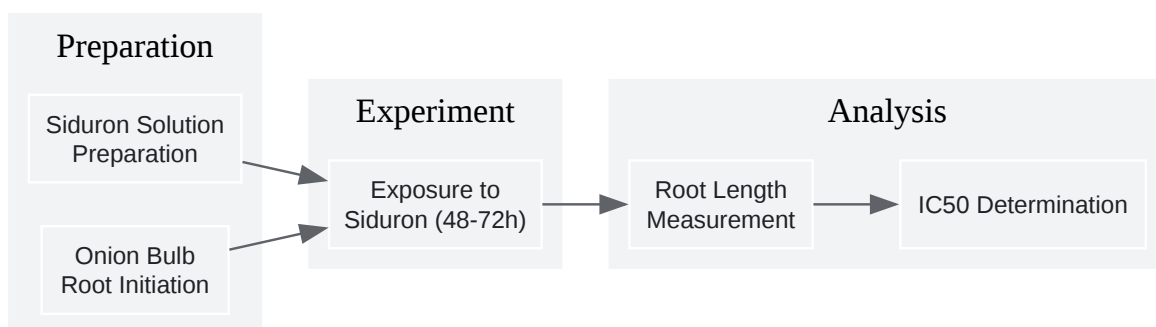 Preparation
Siduron Solution
Preparation
Onion Bulb
Root Initiation
Experiment
Exposure to
Siduron (48-72h)
Analysis
Root Length
Measurement
IC50 Determination